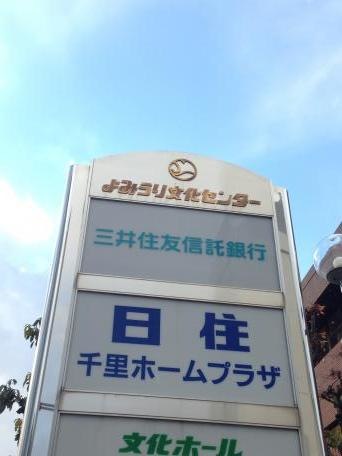 よみうり文化センター
三井住友信託銀行
日住
千里ホームプラザ
文化ホール